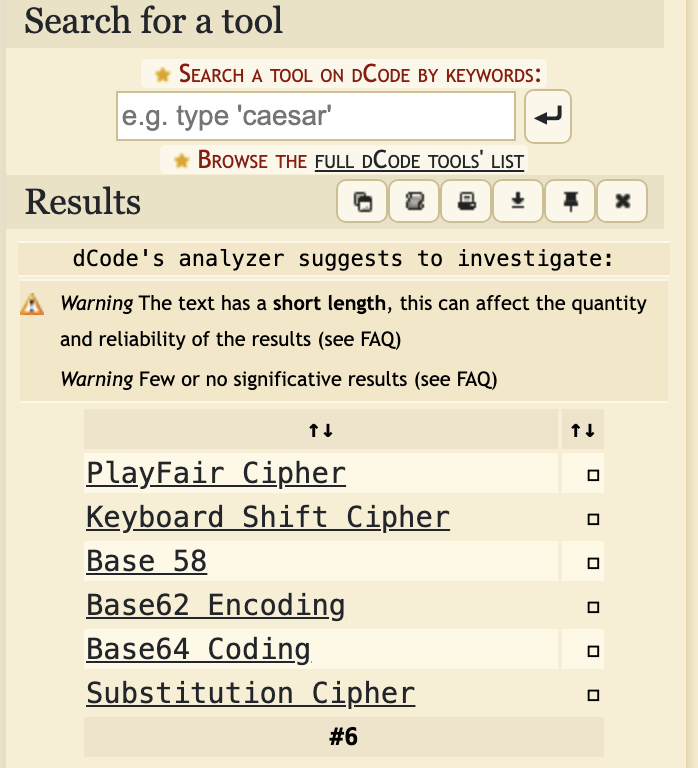 Search for a tool
★ Search a tool on dCode by keywords:
e.g. type 'caesar'
★ Browse the full dCode tools' list
Results
dCode's analyzer suggests to investigate:
Warning The text has a short length, this can affect the quantity
and reliability of the results (see FAQ)
Warning Few or no significative results (see FAQ)
↑↓ ↑↓
PlayFair Cipher
Keyboard Shift Cipher
Base 58
Base62 Encoding
Base64 Coding
Substitution Cipher
#6